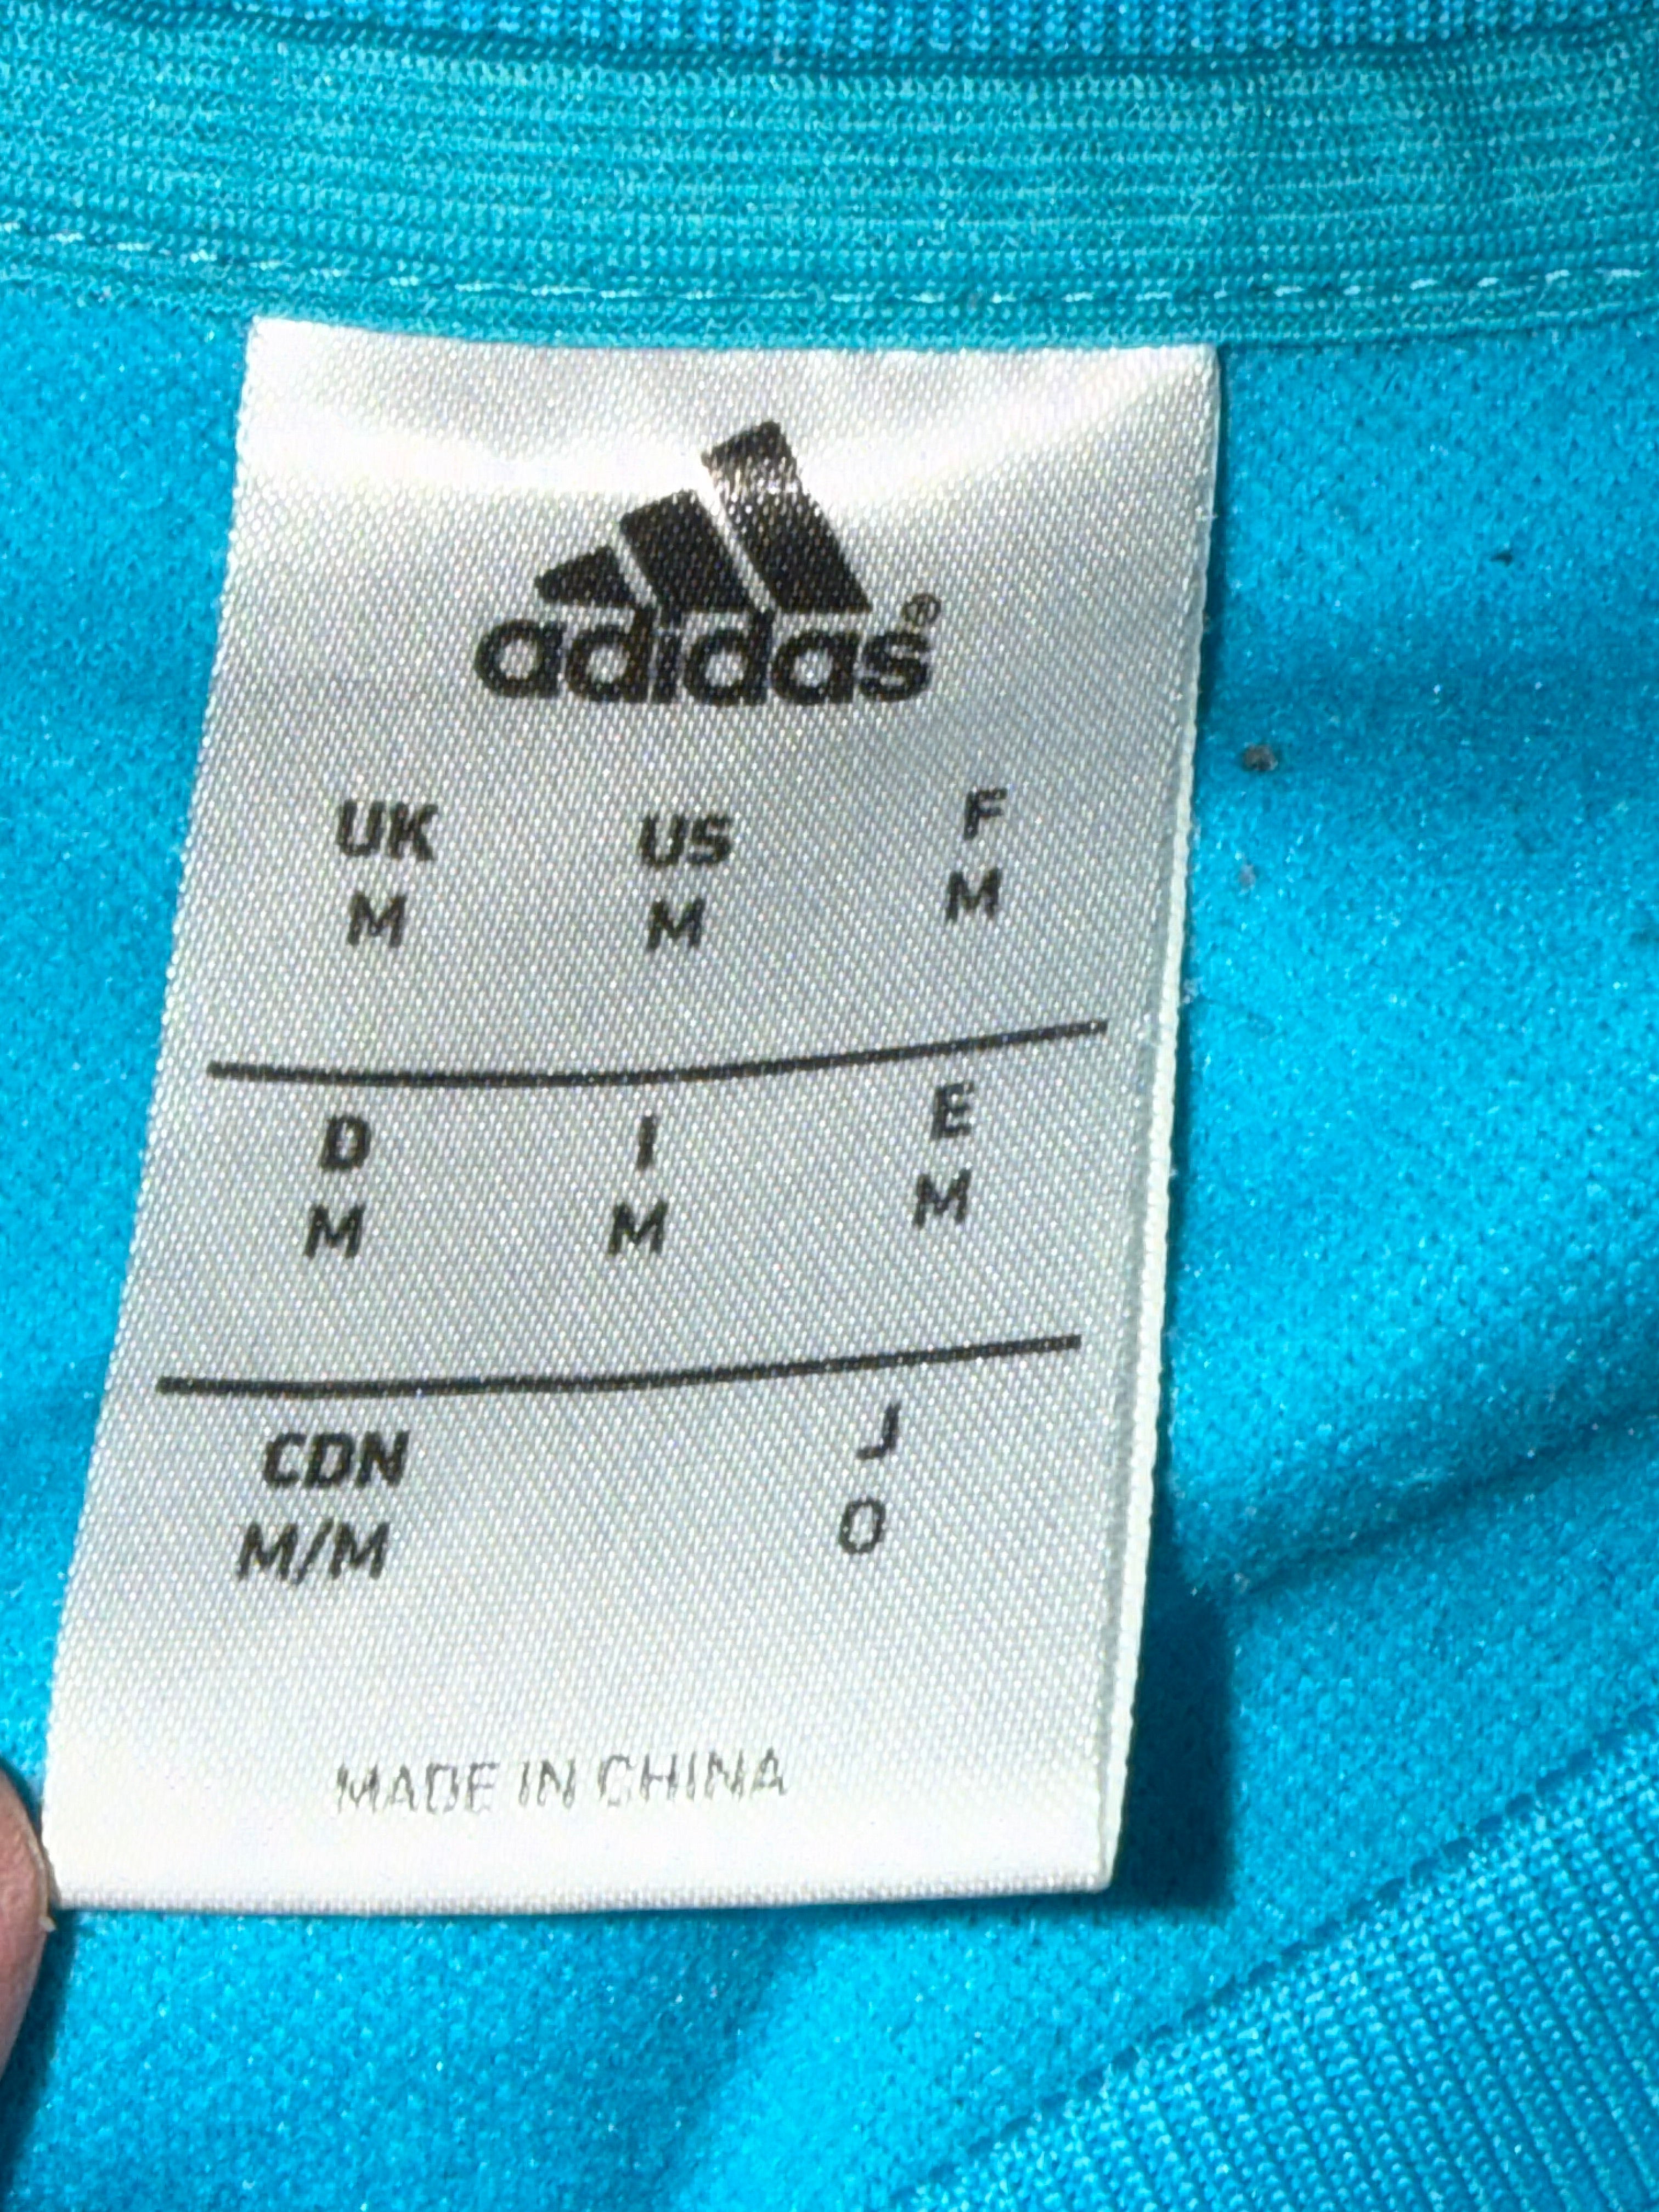 adidas®
UK US F
M M M
D I E
M M M
CDN J
M/M O
MADE IN CHINA